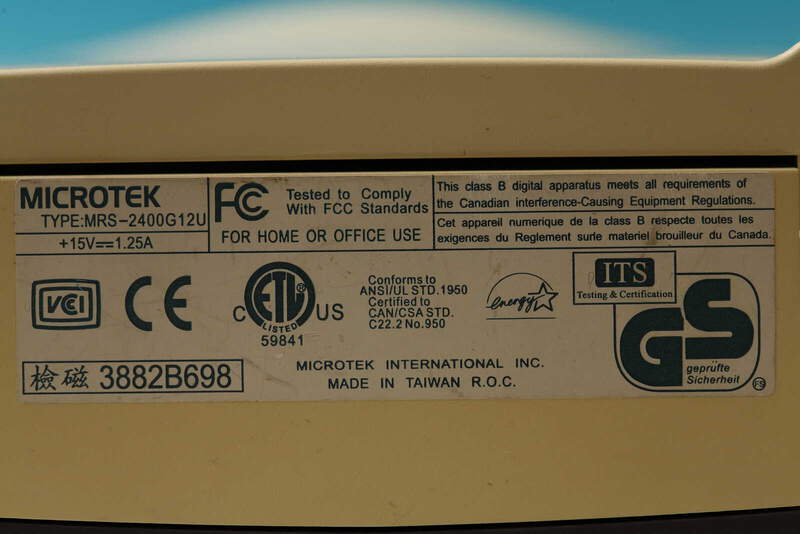 MICROTEK
TYPE:MRS-2400G12U
+15V⎓1.25A
FCC
Tested to Comply
With FCC Standards
FOR HOME OR OFFICE USE
This class B digital apparatus meets all requirements of
the Canadian interference-Causing Equipment Regulations.
Cet appareil numerique de la class B respecte toutes les
exigences du Reglement surle materiel brouilleur du Canada.
VCI
CE
C ETL US
LISTED
59841
Conforms to
ANSI/UL STD.1950
Certified to
CAN/CSA STD.
C22.2 No.950
energy
ITS
Testing & Certification
GS
geprüfte
Sicherheit
FS
檢磁 3882B698
MICROTEK INTERNATIONAL INC.
MADE IN TAIWAN R.O.C.